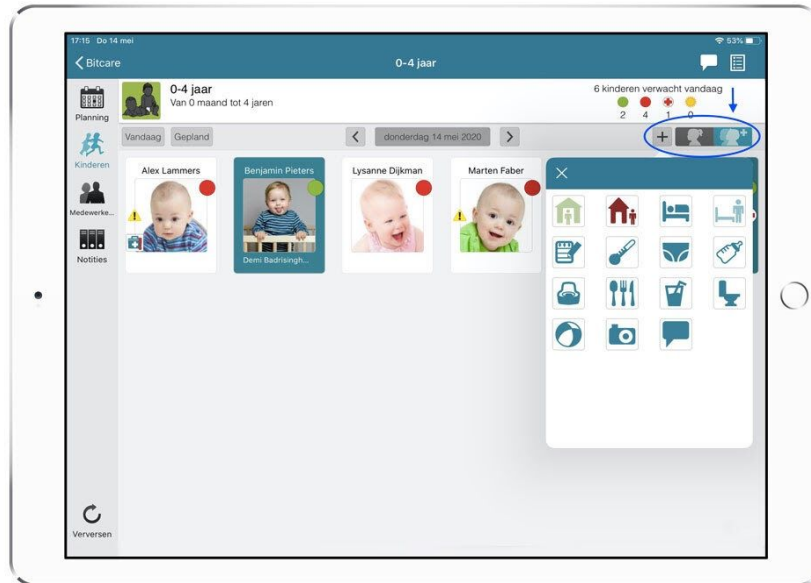 17:15 Do 14 mei
53%
Bitcare
0-4 jaar
Planning
0-4 jaar
Van 0 maand tot 4 jaren
6 kinderen verwacht vandaag
2 4 1 0
Vandaag Gepland
donderdag 14 mei 2020
+
Kinderen
Alex Lammers
Benjamin Pieters
Lysanne Dijkman
Marten Faber
Demi Badrisingh...
Medewerke...
Notities
Verversen